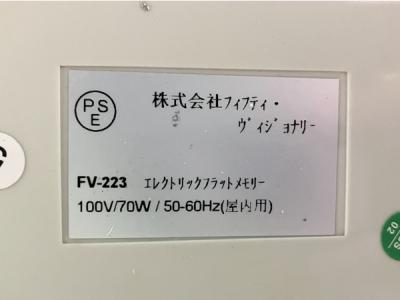 PSE
株式会社フィフティ・
ヴィジョナリー
FV-223 エレクトリックフラットメモリー
100V/70W / 50-60Hz(屋内用)
02